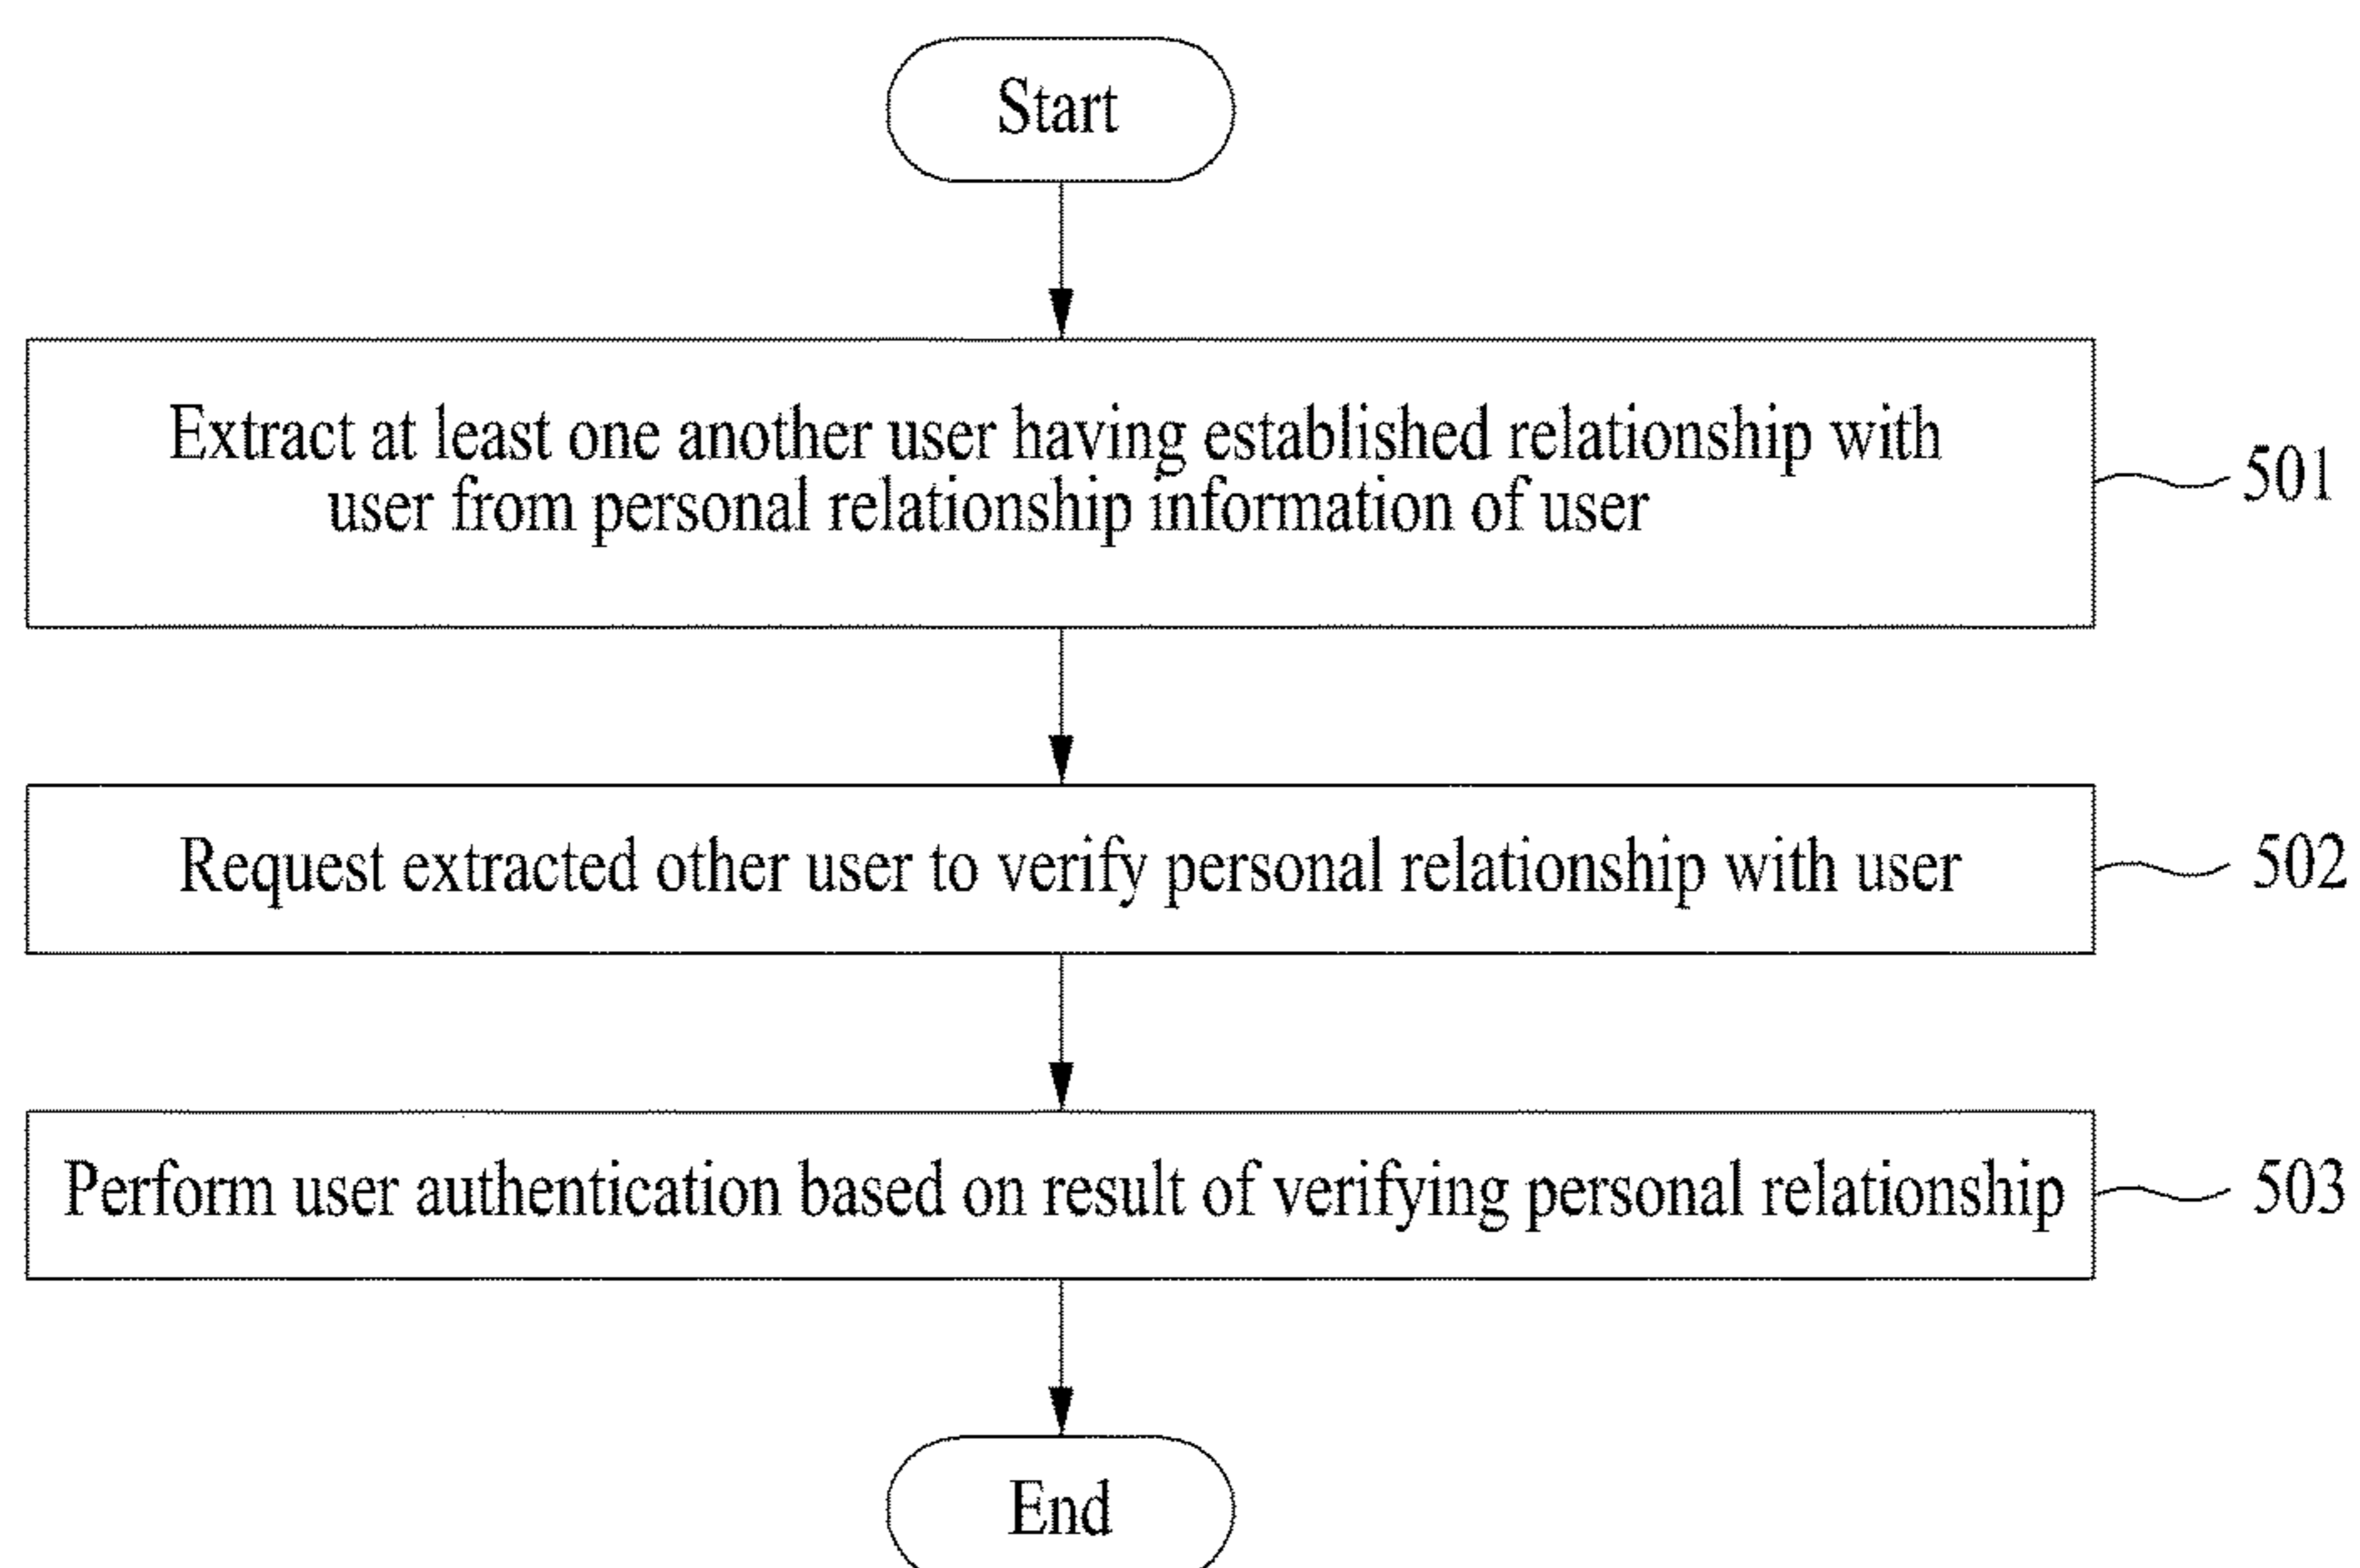 Start
Extract at least one another user having established relationship with
user from personal relationship information of user
501
Request extracted other user to verify personal relationship with user
502
Perform user authentication based on result of verifying personal relationship
503
End